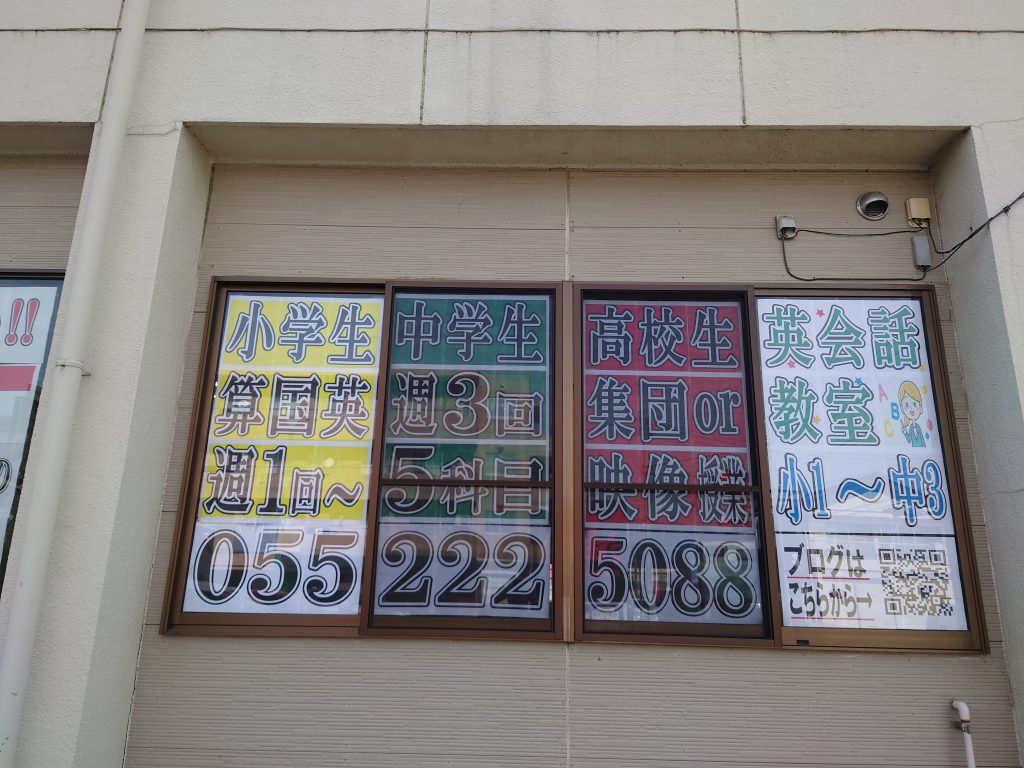 !!
小学生
算国英
週1回～
055
中学生
週3回
5科目
222
高校生
集団or
映像授業
5088
英会話
教室
ABC
小1～中3
ブログは
こちらから→